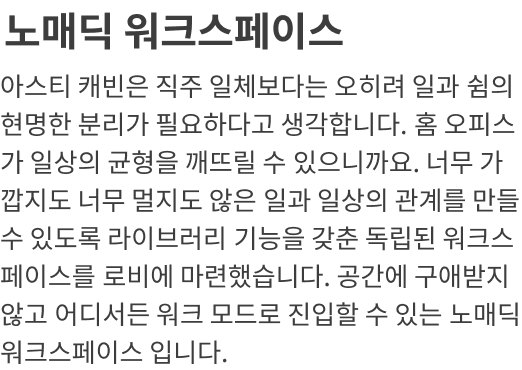 노매딕 워크스페이스
아스티 캐빈은 직주 일체보다는 오히려 일과 쉼의
현명한 분리가 필요하다고 생각합니다. 홈 오피스
가 일상의 균형을 깨뜨릴 수 있으니까요. 너무 가
깝지도 너무 멀지도 않은 일과 일상의 관계를 만들
수 있도록 라이브러리 기능을 갖춘 독립된 워크스
페이스를 로비에 마련했습니다. 공간에 구애받지
않고 어디서든 워크 모드로 진입할 수 있는 노매딕
워크스페이스 입니다.